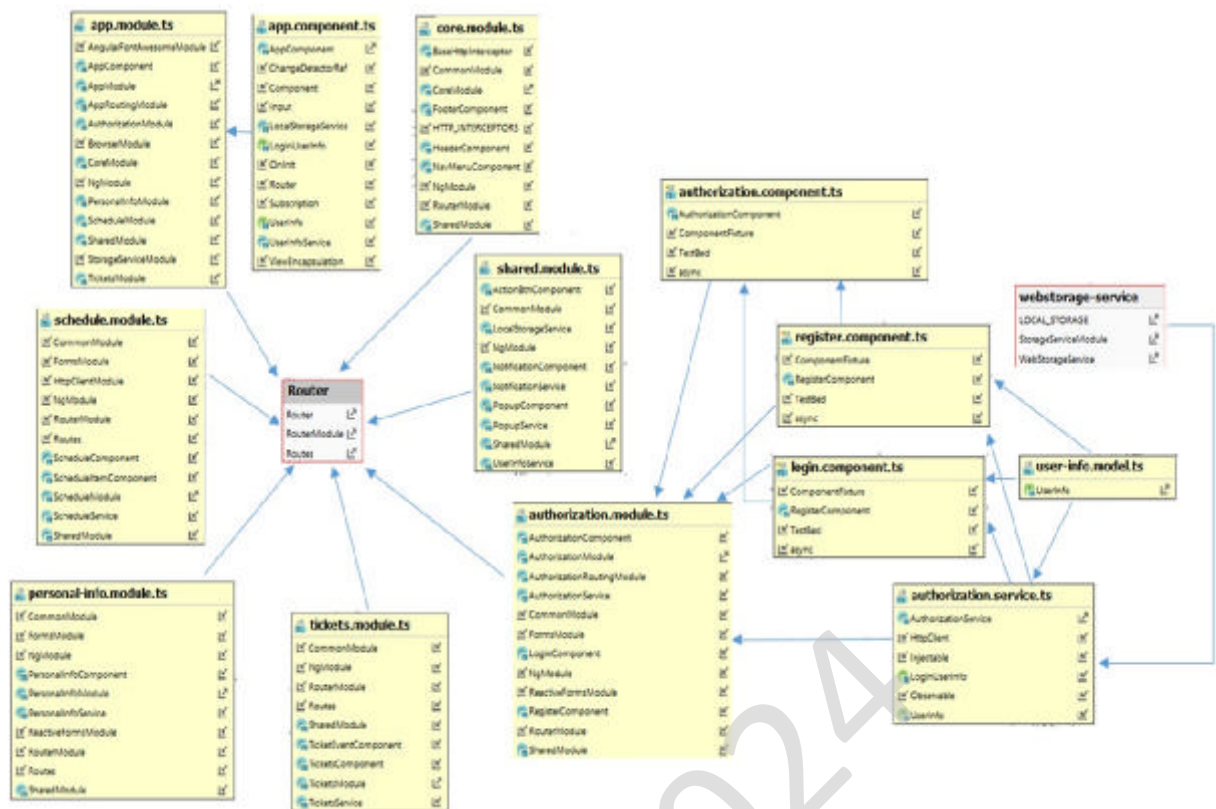 app.module.ts
AngularFontAwesomeModule
AppComponent
AppModule
AppRoutingModule
AuthorizationModule
BrowserModule
CoreModule
NgModule
PersonalInfoModule
ScheduleModule
SharedModule
StorageServiceModule
TicketsModule
app.component.ts
AppComponent
ChangeDetectorRef
Component
Input
LocalStorageService
LoginUserInfo
OnInit
Router
Subscription
UserInfo
UserInfoService
ViewEncapsulation
core.module.ts
BaseHttpInterceptor
CommonModule
CoreModule
FooterComponent
HTTP_INTERCEPTORS
HeaderComponent
NavMenuComponent
NgModule
RouterModule
SharedModule
authorization.component.ts
AuthorizationComponent
ComponentFixture
TestBed
async
shared.module.ts
ActionBtnComponent
CommonModule
LocalStorageService
NgModule
NotificationComponent
NotificationService
PopupComponent
PopupService
SharedModule
UserInfoService
webstorage-service
LOCAL_STORAGE
StorageServiceModule
WebStorageService
schedule.module.ts
CommonModule
FormsModule
HttpClientModule
NgModule
RouterModule
Routes
ScheduleComponent
ScheduleItemComponent
ScheduleModule
ScheduleService
SharedModule
register.component.ts
ComponentFixture
RegisterComponent
TestBed
async
Router
Router
RouterModule
Routes
login.component.ts
ComponentFixture
RegisterComponent
TestBed
async
user-info.model.ts
UserInfo
authorization.module.ts
AuthorizationComponent
AuthorizationModule
AuthorizationRoutingModule
AuthorizationService
CommonModule
FormsModule
LoginComponent
NgModule
ReactiveFormsModule
RegisterComponent
RouterModule
SharedModule
personal-info.module.ts
CommonModule
FormsModule
NgModule
PersonalInfoComponent
PersonalInfoModule
PersonalInfoService
ReactiveFormsModule
RouterModule
Routes
SharedModule
authorization.service.ts
AuthorizationService
HttpClient
Injectable
LoginUserInfo
Observable
UserInfo
tickets.module.ts
CommonModule
NgModule
RouterModule
Routes
SharedModule
TicketEventComponent
TicketsComponent
TicketsModule
TicketsService